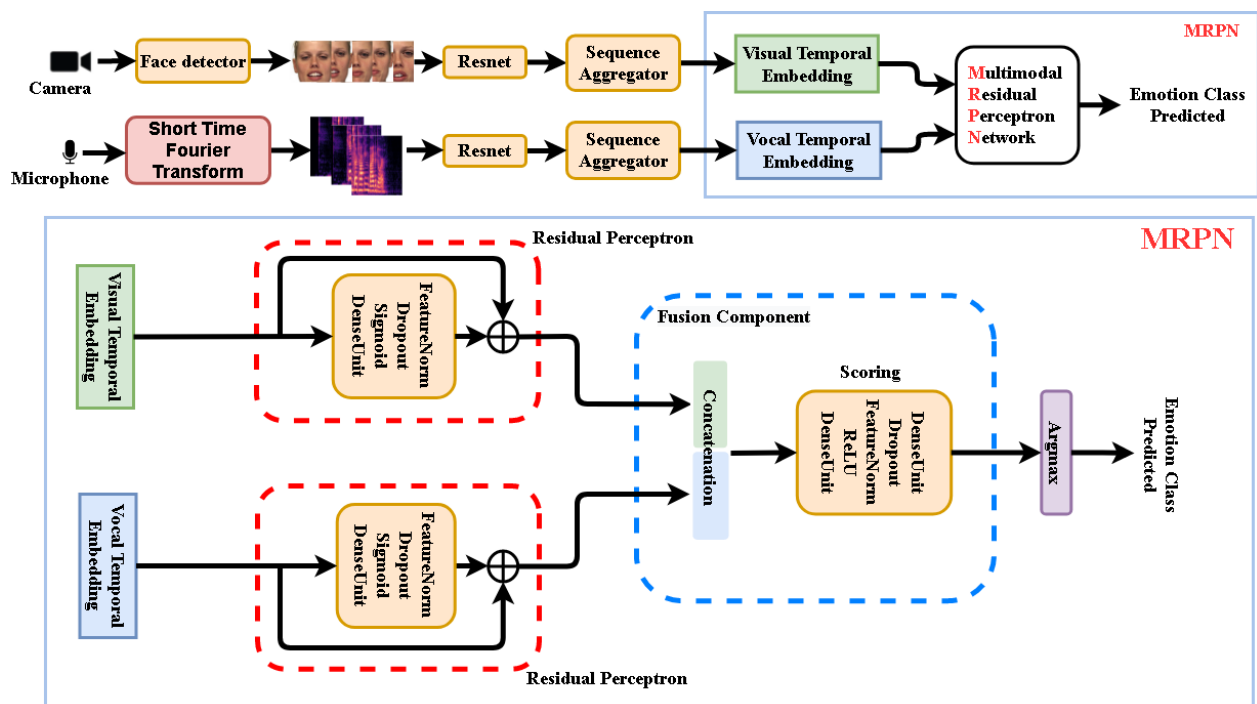 MRPN
Camera
Face detector
Resnet
Sequence
Aggregator
Visual Temporal
Embedding
Multimodal
Residual
Perceptron
Network
Emotion Class
Predicted
Microphone
Short Time
Fourier
Transform
Resnet
Sequence
Aggregator
Vocal Temporal
Embedding
MRPN
Residual Perceptron
Visual Temporal
Embedding
FeatureNorm
Dropout
Sigmoid
DenseUnit
Fusion Component
Concatenation
Scoring
DenseUnit
Dropout
FeatureNorm
ReLU
DenseUnit
Argmax
Emotion Class
Predicted
Vocal Temporal
Embedding
FeatureNorm
Dropout
Sigmoid
DenseUnit
Residual Perceptron